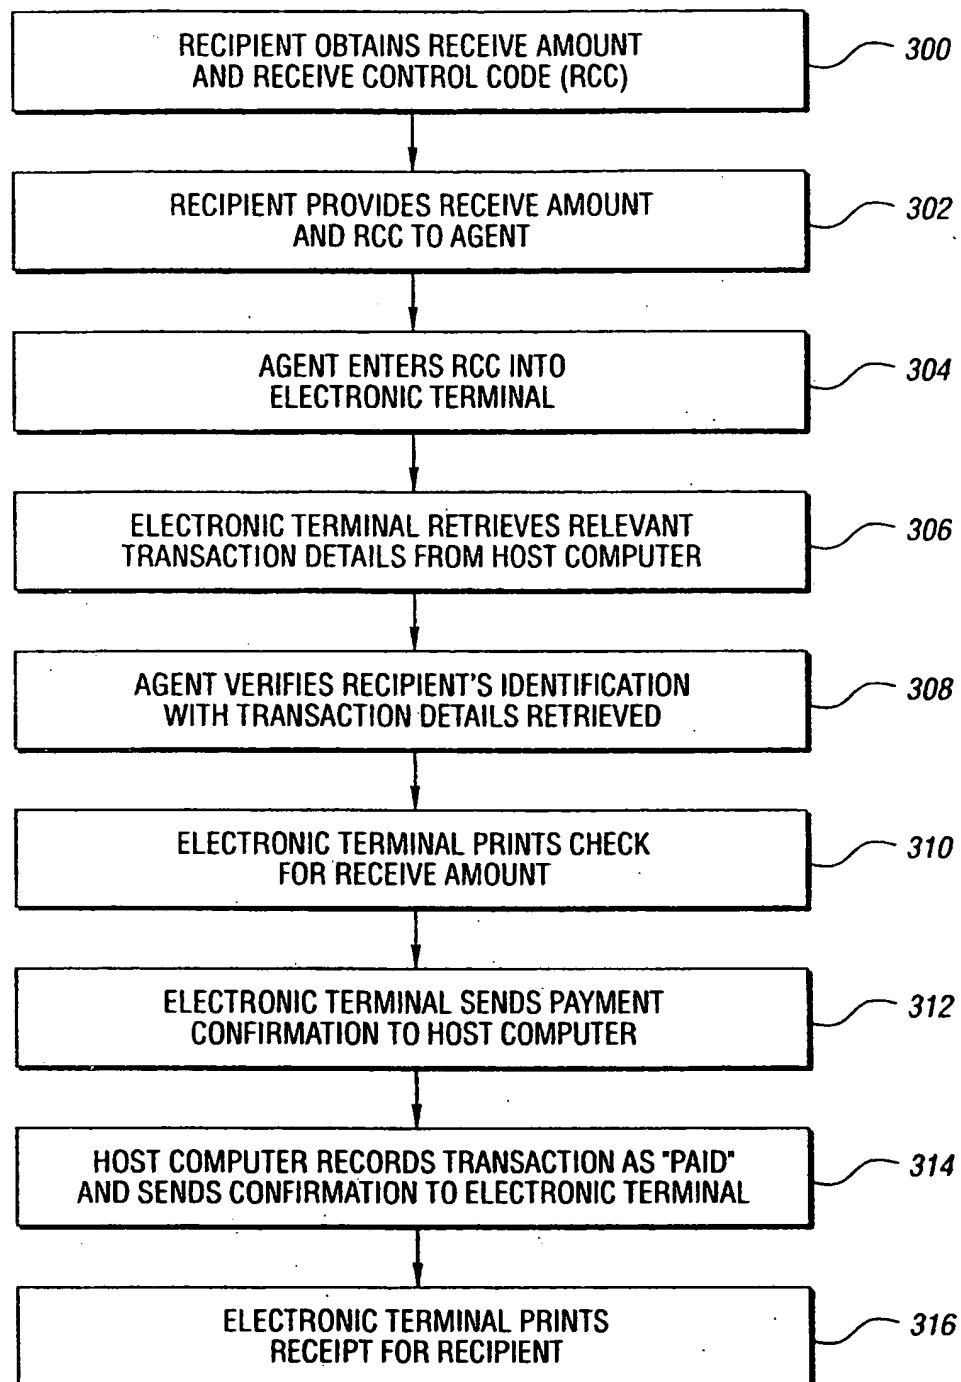 RECIPIENT OBTAINS RECEIVE AMOUNT
AND RECEIVE CONTROL CODE (RCC)
300
RECIPIENT PROVIDES RECEIVE AMOUNT
AND RCC TO AGENT
302
AGENT ENTERS RCC INTO
ELECTRONIC TERMINAL
304
ELECTRONIC TERMINAL RETRIEVES RELEVANT
TRANSACTION DETAILS FROM HOST COMPUTER
306
AGENT VERIFIES RECIPIENT'S IDENTIFICATION
WITH TRANSACTION DETAILS RETRIEVED
308
ELECTRONIC TERMINAL PRINTS CHECK
FOR RECEIVE AMOUNT
310
ELECTRONIC TERMINAL SENDS PAYMENT
CONFIRMATION TO HOST COMPUTER
312
HOST COMPUTER RECORDS TRANSACTION AS "PAID"
AND SENDS CONFIRMATION TO ELECTRONIC TERMINAL
314
ELECTRONIC TERMINAL PRINTS
RECEIPT FOR RECIPIENT
316